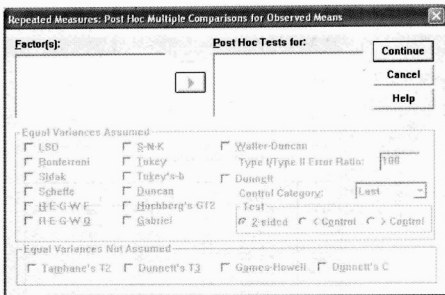 Repeated Measures: Post Hoc Multiple Comparisons for Observed Means
Factor(s):
Post Hoc Tests for:
Continue
Cancel
Help
Equal Variances Assumed
LSD
S-N-K
Waller-Duncan
Bonferroni
Tukey
Type I/Type II Error Ratio:
100
Sidak
Tukey's-b
Dunnett
Scheffe
Duncan
Control Category:
Last
R-E-G-W-F
Hochberg's GT2
Test
R-E-G-W-Q
Gabriel
2-sided
< Control
> Control
Equal Variances Not Assumed
Tamhane's T2
Dunnett's T3
Games-Howell
Dunnett's C